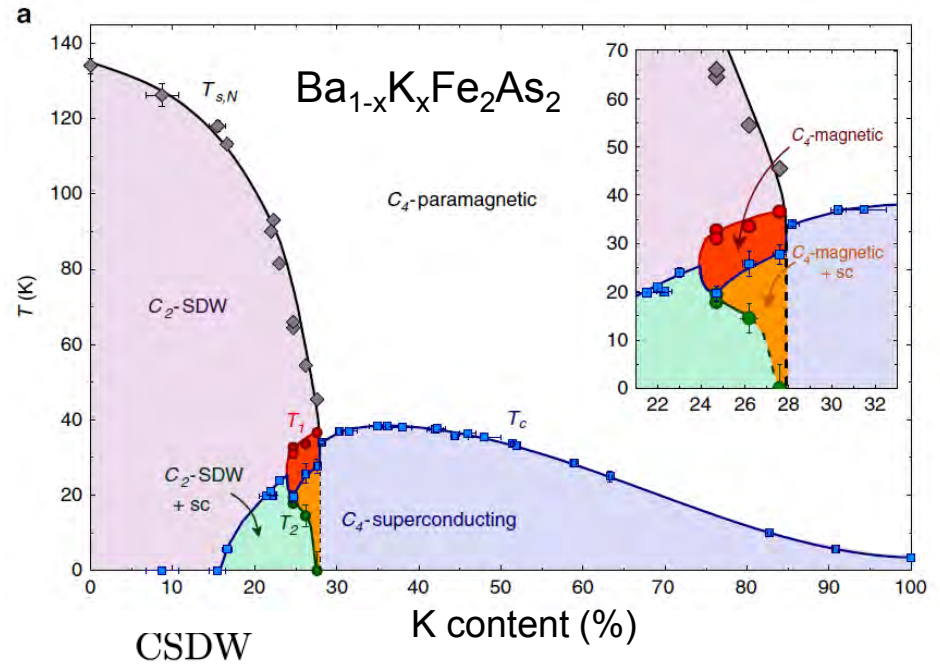 a
Ba1-xKxFe2As2
T (K)
140
120
100
80
60
40
20
0
Ts,N
C4-paramagnetic
C2-SDW
C2-SDW
+ sc
T1
T2
Tc
C4-superconducting
0 10 20 30 40 50 60 70 80 90 100
K content (%)
CSDW
70
60
50
40
30
20
10
0
C4-magnetic
C4-magnetic
+ sc
22 24 26 28 30 32